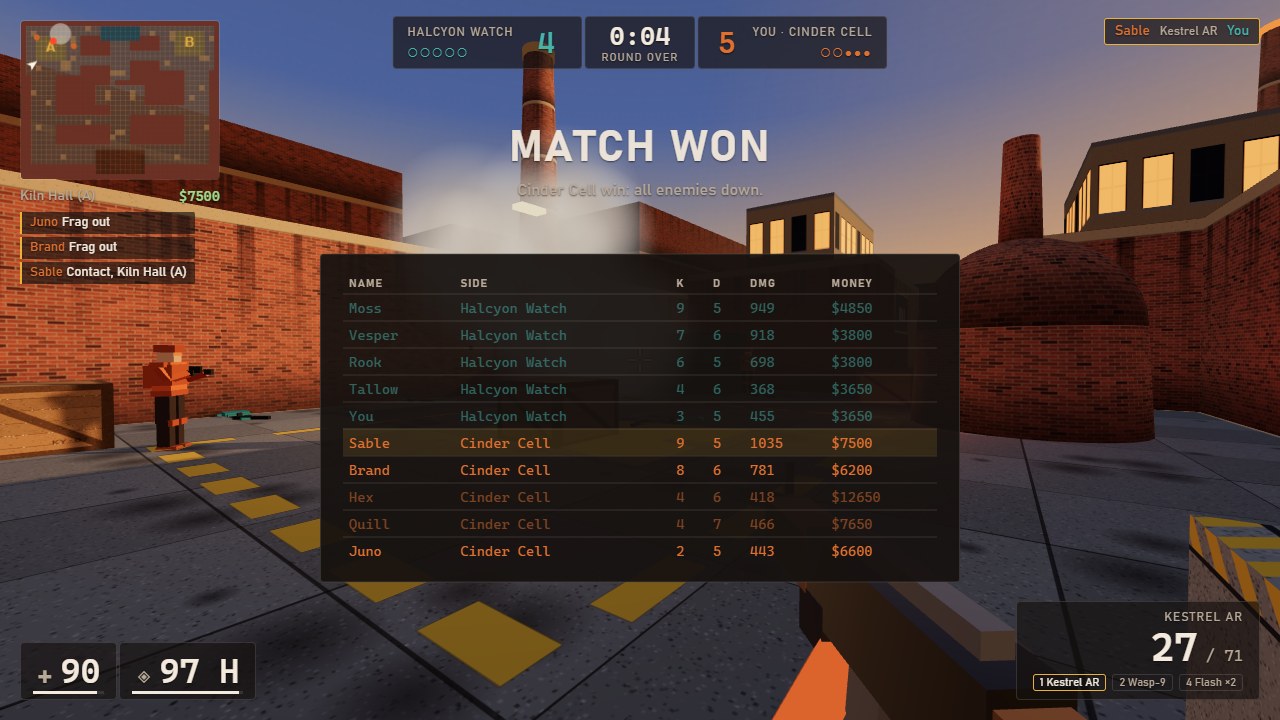 HALCYON WATCH 4
0:04
ROUND OVER
5 YOU · CINDER CELL
Sable Kestrel AR You
A
B
MATCH WON
Cinder Cell win: all enemies down.
Kiln Hall (A) $7500
Juno Frag out
Brand Frag out
Sable Contact, Kiln Hall (A)
NAME SIDE K D DMG MONEY
Moss Halcyon Watch 9 5 949 $4850
Vesper Halcyon Watch 7 6 918 $3800
Rook Halcyon Watch 6 5 698 $3800
Tallow Halcyon Watch 4 6 368 $3650
You Halcyon Watch 3 5 455 $3650
Sable Cinder Cell 9 5 1035 $7500
Brand Cinder Cell 8 6 781 $6200
Hex Cinder Cell 4 6 418 $12650
Quill Cinder Cell 4 7 466 $7650
Juno Cinder Cell 2 5 443 $6600
90
97 H
KESTREL AR
27 / 71
1 Kestrel AR 2 Wasp-9 4 Flash ×2